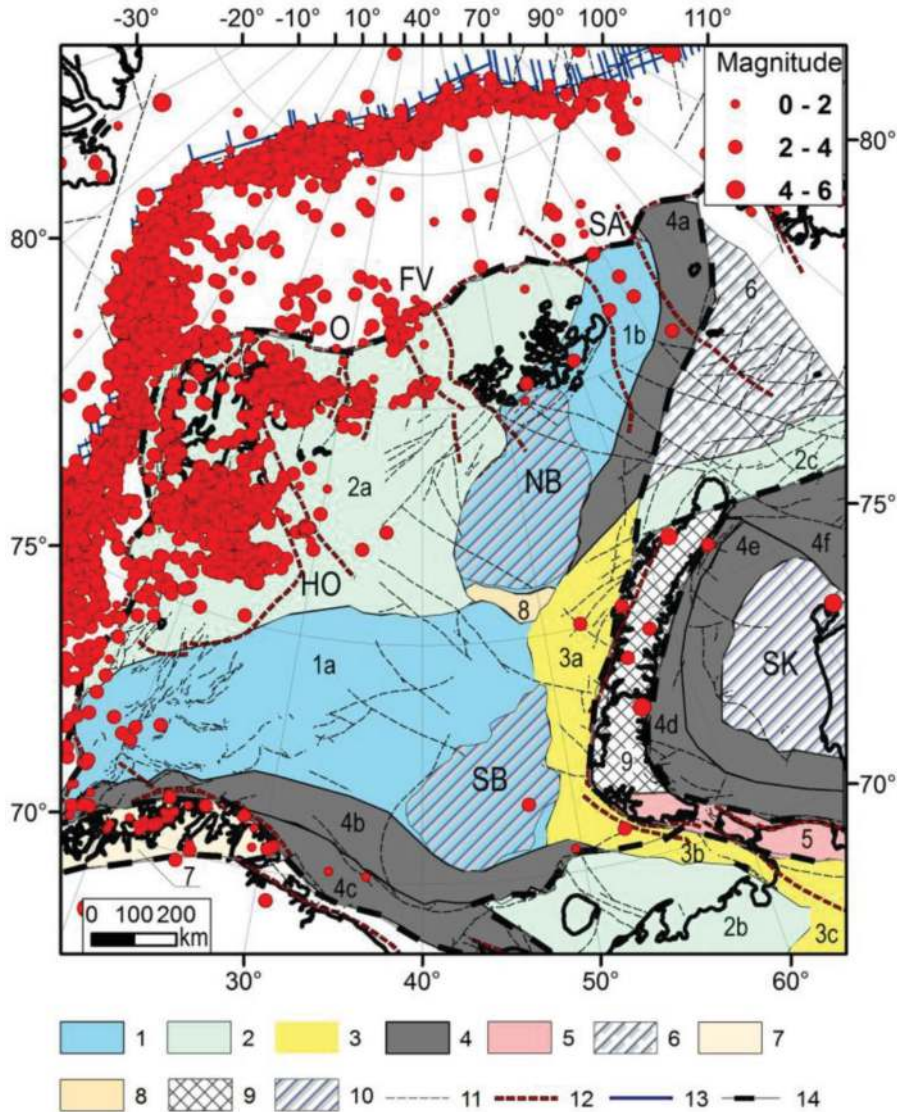 -30° -20° -10° 0° 70° 80° 90° 100° 110°
Magnitude
0 - 2
2 - 4
4 - 6
80°
SA
4a
80°
FV
6
O
1b
2c
2a
NB
75°
4f
4e
75°
HO
8
1a
3a
SK
4d
9
SB
70°
70°
4b
5
3b
7
4c
2b
0 100 200
km
3c
30° 40° 50° 60°
1 2 3 4 5 6 7
8 9 10 11 12 13 14